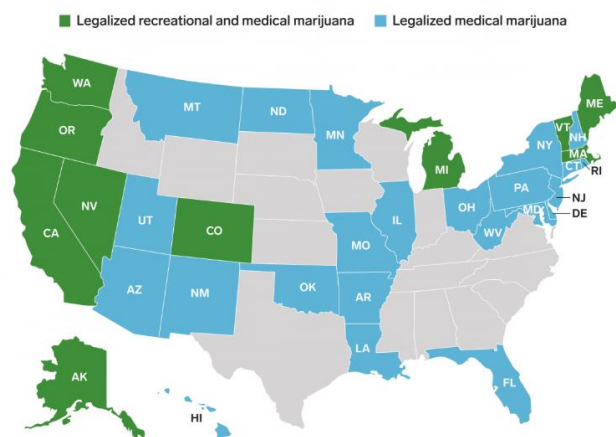 Legalized recreational and medical marijuana Legalized medical marijuana
WA
MT
ND
MN
OR
VT
ME
NH
NY
MA
CT
RI
MI
NV
UT
CO
CA
IL
OH
PA
NJ
MD
DE
WV
MO
AZ
NM
OK
AR
LA
AK
HI
FL